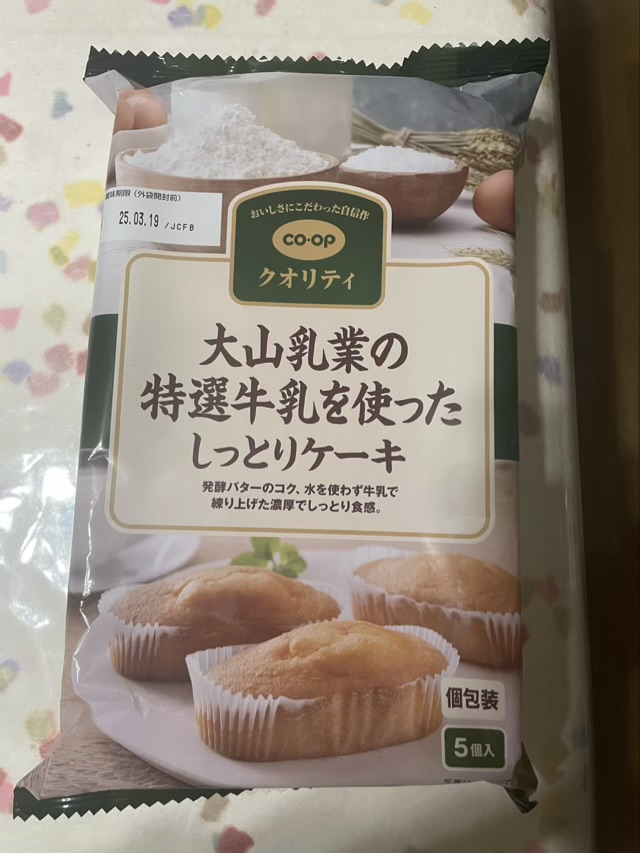 味期限（外袋開封前）
25.03.19 /JCFB
おいしさにこだわった自信作
CO・OP
クオリティ
大山乳業の
特選牛乳を使った
しっとりケーキ
発酵バターのコク、水を使わず牛乳で
練り上げた濃厚でしっとり食感。
個包装
5個入